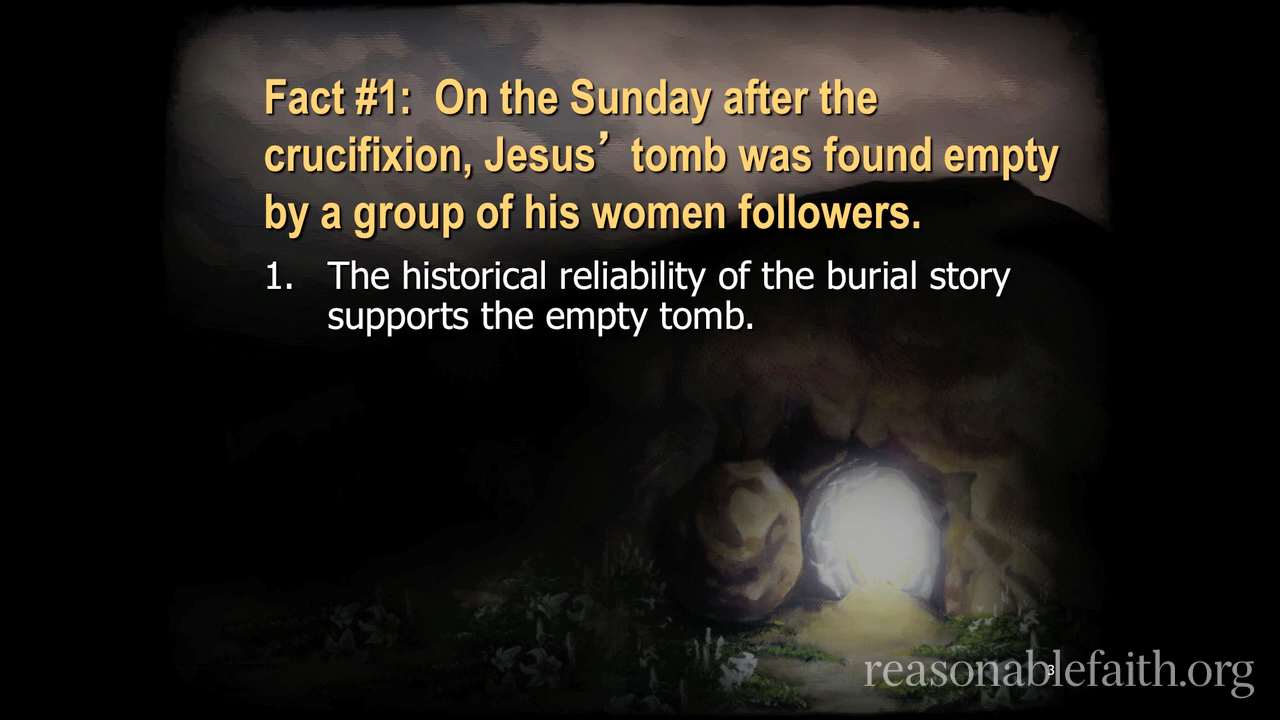 Fact #1:  On the Sunday after the
crucifixion, Jesus’ tomb was found empty
by a group of his women followers.
1. The historical reliability of the burial story
supports the empty tomb.
reasonablefaith.org
3